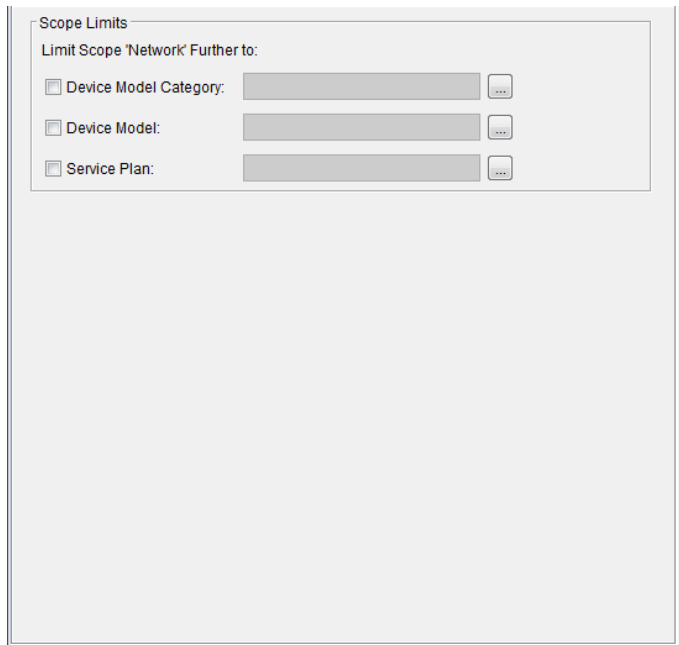 Scope Limits
Limit Scope 'Network' Further to:
Device Model Category: ...
Device Model: ...
Service Plan: ...